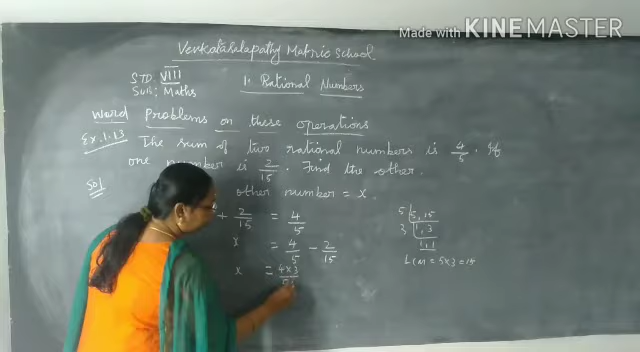 Made with KINEMASTER
Venkatasalapathy Matric School
STD: VIII
Sub: Maths
1. Rational Numbers
Word Problems on these operations
Ex. 1.13 The sum of two rational numbers is 4/5. If
one number is 2/15. Find the other.
Sol
other number = x.
+ 2/15 = 4/5
x = 4/5 - 2/15
x = 4×3
5 | 5, 15
3 | 1, 3
1, 1
LCM = 5×3 = 15